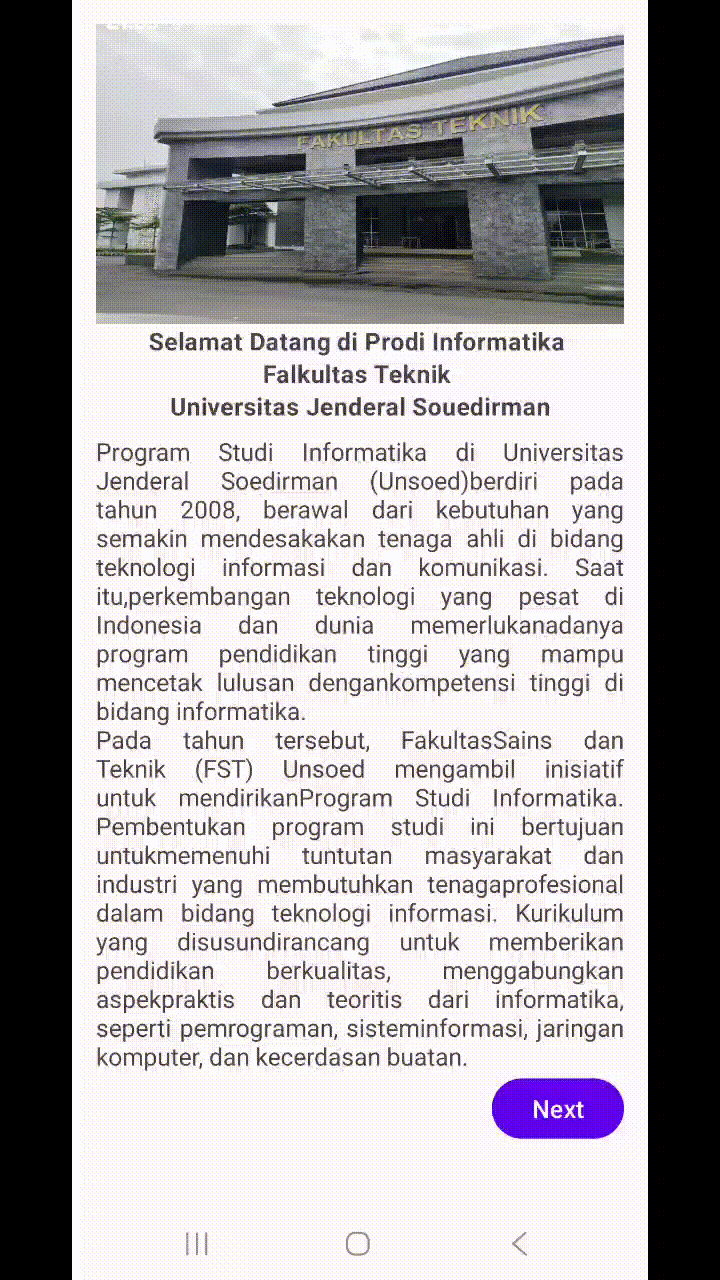 FAKULTAS TEKNIK
Selamat Datang di Prodi Informatika
Falkultas Teknik
Universitas Jenderal Souedirman
Program Studi Informatika di Universitas
Jenderal Soedirman (Unsoed)berdiri pada
tahun 2008, berawal dari kebutuhan yang
semakin mendesakakan tenaga ahli di bidang
teknologi informasi dan komunikasi. Saat
itu,perkembangan teknologi yang pesat di
Indonesia dan dunia memerlukanadanya
program pendidikan tinggi yang mampu
mencetak lulusan dengankompetensi tinggi di
bidang informatika.
Pada tahun tersebut, FakultasSains dan
Teknik (FST) Unsoed mengambil inisiatif
untuk mendirikanProgram Studi Informatika.
Pembentukan program studi ini bertujuan
untukmemenuhi tuntutan masyarakat dan
industri yang membutuhkan tenagaprofesional
dalam bidang teknologi informasi. Kurikulum
yang disusundirancang untuk memberikan
pendidikan berkualitas, menggabungkan
aspekpraktis dan teoritis dari informatika,
seperti pemrograman, sisteminformasi, jaringan
komputer, dan kecerdasan buatan.
Next